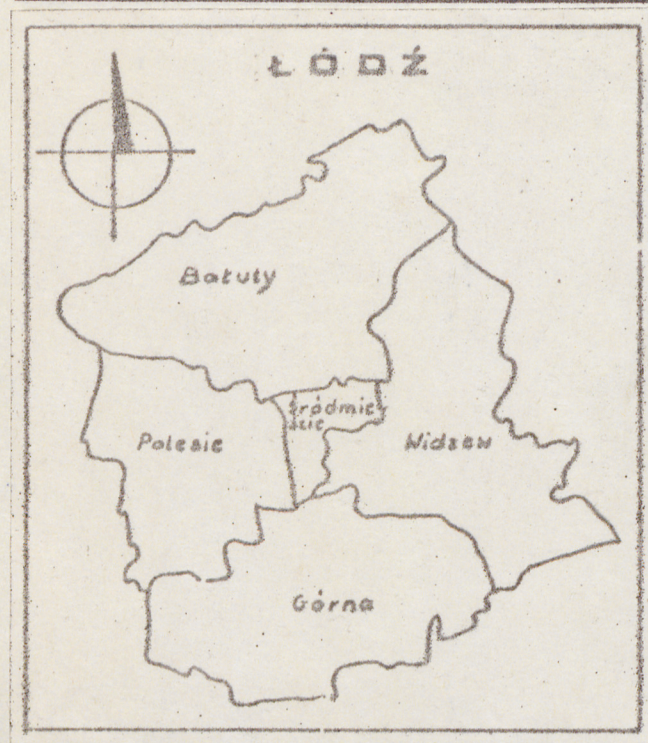 ŁÓDŹ
Bałuty
Śródmie-
ście
Polesie
Widzew
Górna